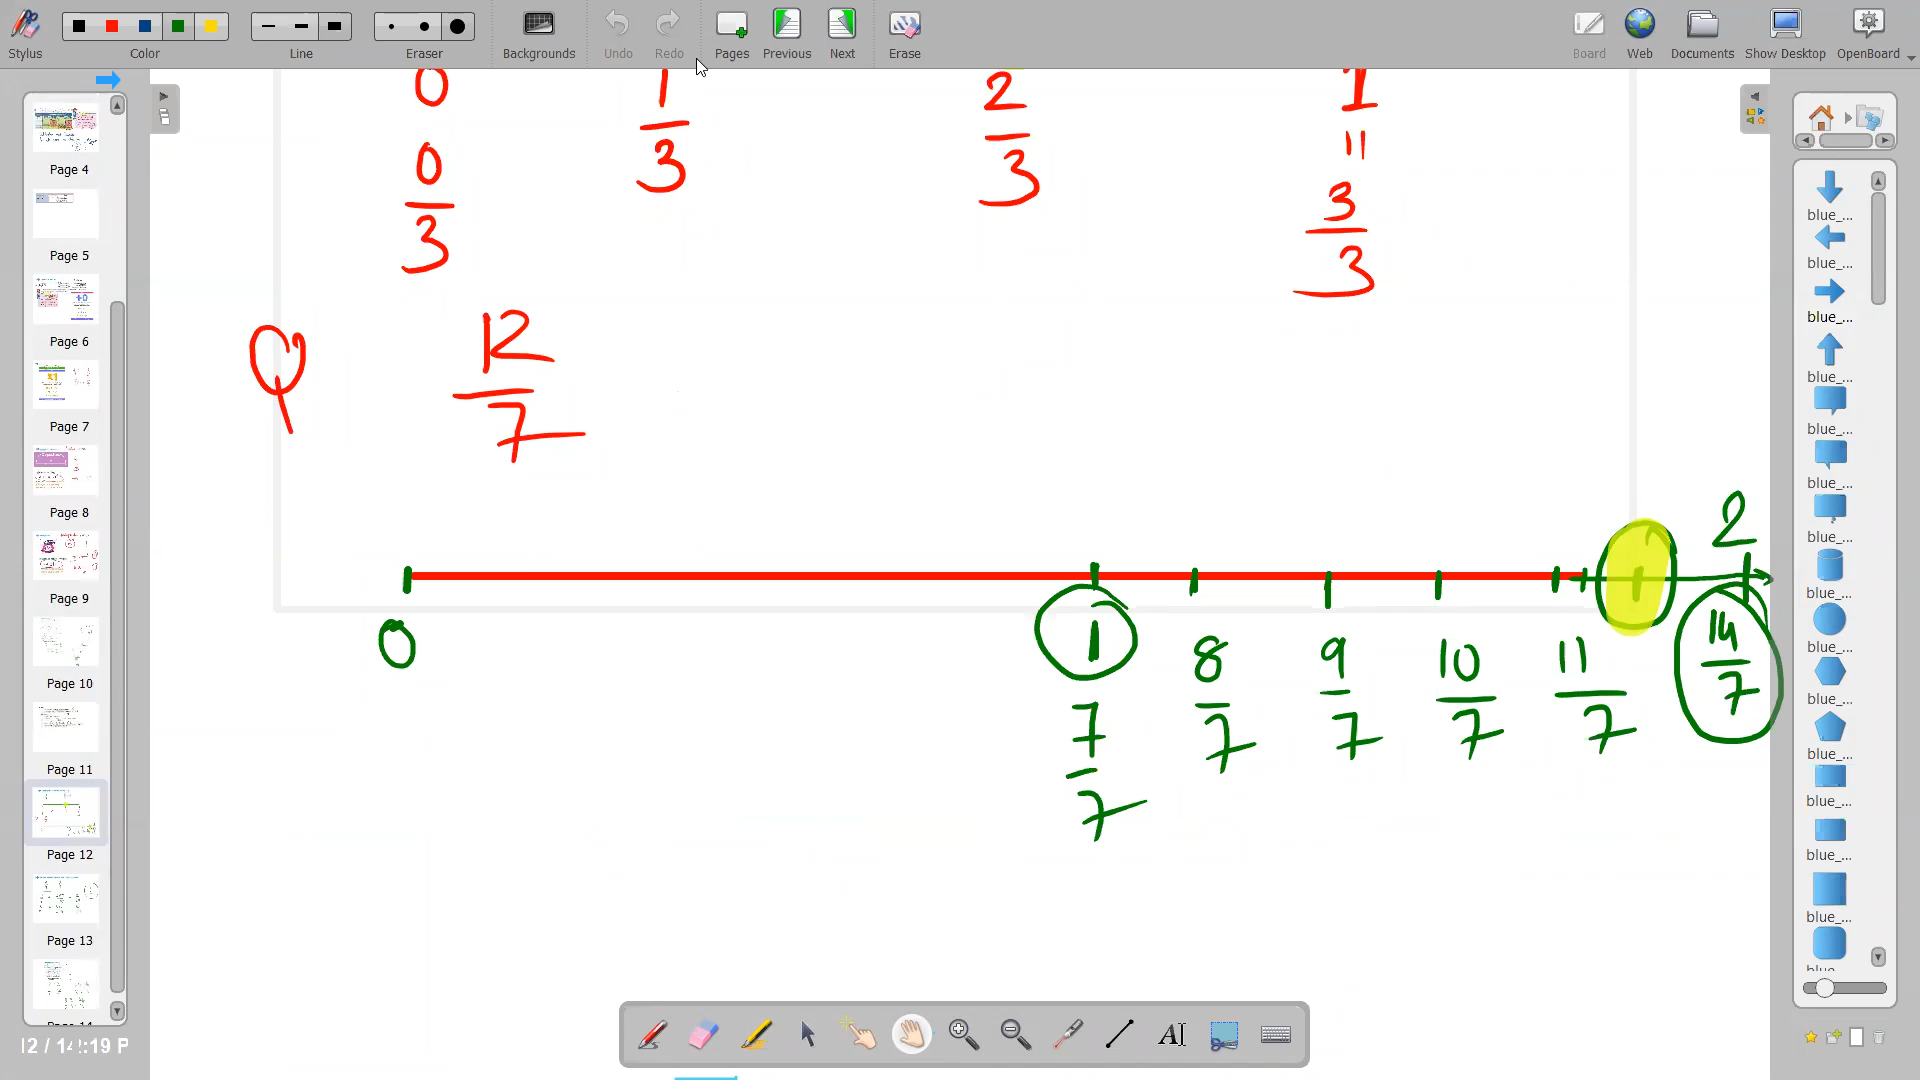 Stylus Color Line Eraser Backgrounds Undo Redo Pages Previous Next Erase Board Web Documents Show Desktop OpenBoard
0 1/3 2/3 1
0/3 =
3/3
Q 12/7
2
0 1 8/7 9/7 10/7 11/7 14/7
7/7
Page 4
Page 5
Page 6
Page 7
Page 8
Page 9
Page 10
Page 11
Page 12
Page 13
blue_...
blue_...
blue_...
blue_...
blue_...
blue_...
blue_...
blue_...
blue_...
blue_...
blue_...
blue_...
blue_...
blue_...